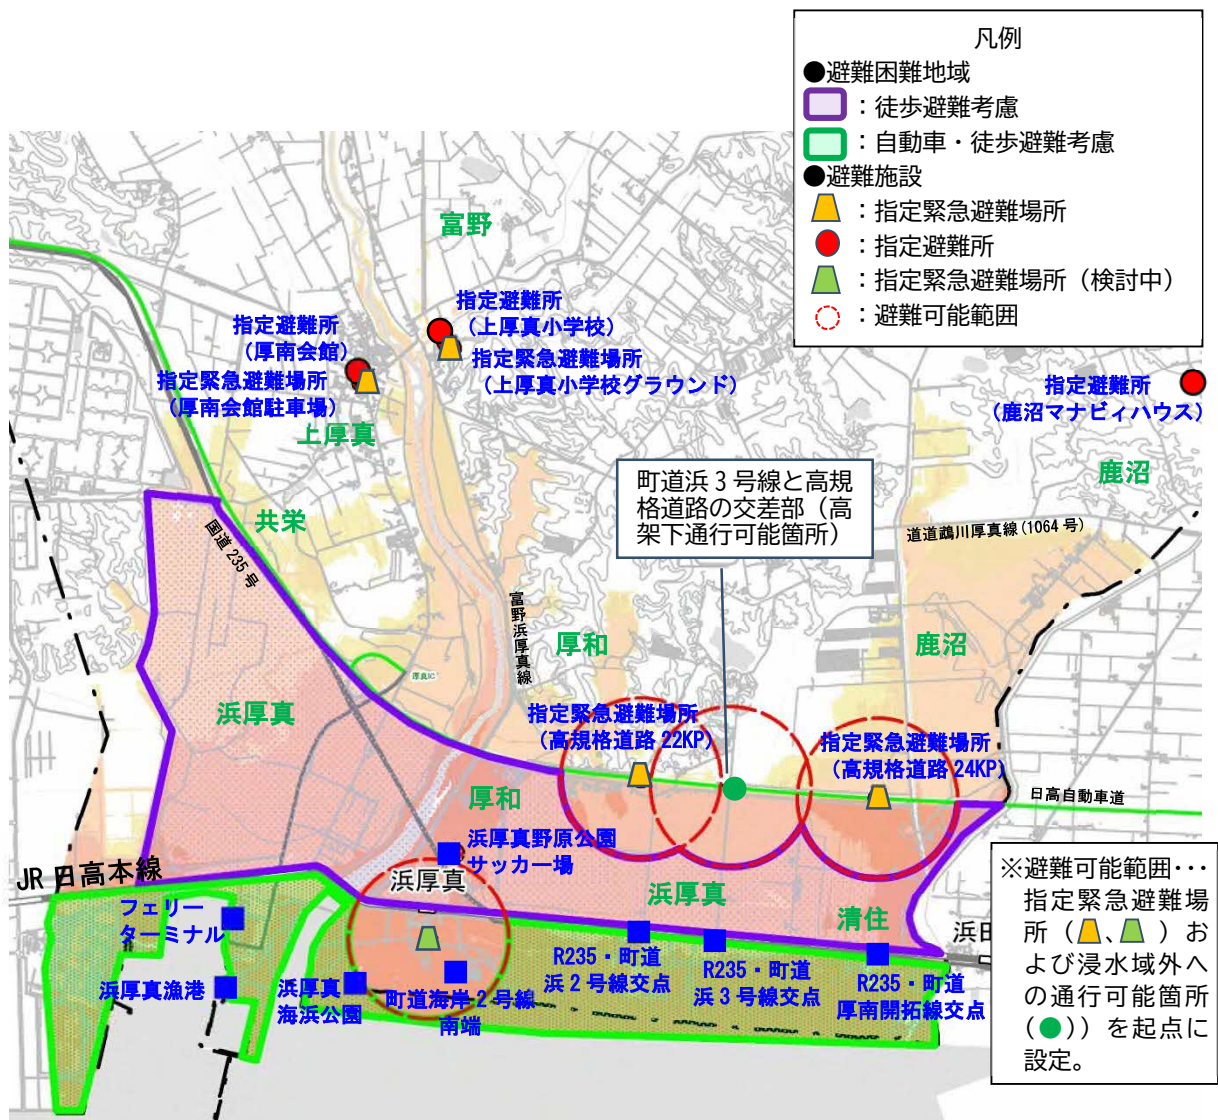 凡例
●避難困難地域
：徒歩避難考慮
：自動車・徒歩避難考慮
●避難施設
：指定緊急避難場所
：指定避難所
：指定緊急避難場所（検討中）
：避難可能範囲
富野
指定避難所
（上厚真小学校）
指定避難所
（厚南会館）
指定緊急避難場所
（上厚真小学校グラウンド）
指定緊急避難場所
（厚南会館駐車場）
上厚真
指定避難所
（鹿沼マナビィハウス）
鹿沼
町道浜３号線と高規
格道路の交差部（高
架下通行可能箇所）
共栄
国道 235 号
道道鵡川厚真線(1064 号)
富野浜厚真線
厚和
鹿沼
厚真IC
浜厚真
指定緊急避難場所
（高規格道路 22KP）
指定緊急避難場所
（高規格道路 24KP）
日高自動車道
厚和
浜厚真野原公園
サッカー場
JR 日高本線
浜厚真
浜厚真
清住
フェリー
ターミナル
浜田
R235・町道
浜 2 号線交点
R235・町道
浜 3 号線交点
R235・町道
厚南開拓線交点
浜厚真漁港
浜厚真
海浜公園
町道海岸 2 号線
南端
※避難可能範囲･･･
指定緊急避難場
所（、）お
よび浸水域外へ
の通行可能箇所
（●））を起点に
設定。